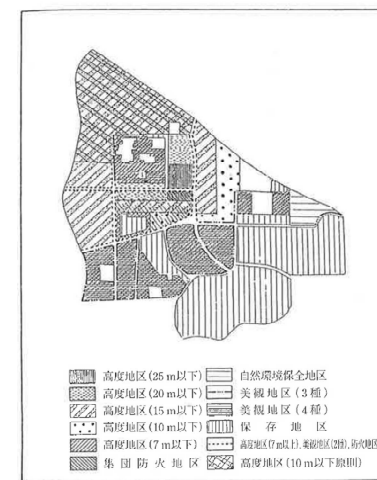 高度地区(25m以下)
高度地区(20m以下)
高度地区(15m以下)
高度地区(10m以下)
高度地区(7m以下)
集団防火地区
自然環境保全地区
美観地区(3種)
美観地区(4種)
保存地区
高度地区(7m以上),美観地区(2種),防火地区
高度地区(10m以下原則)